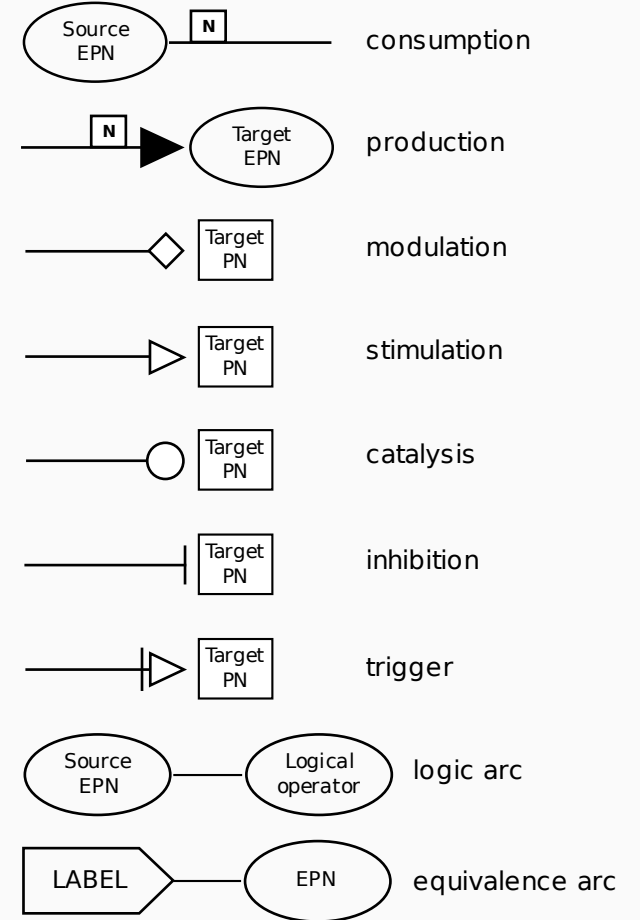 Source
EPN
N
consumption
N
Target
EPN
production
Target
PN
modulation
Target
PN
stimulation
Target
PN
catalysis
Target
PN
inhibition
Target
PN
trigger
Source
EPN
Logical
operator
logic arc
LABEL
EPN
equivalence arc